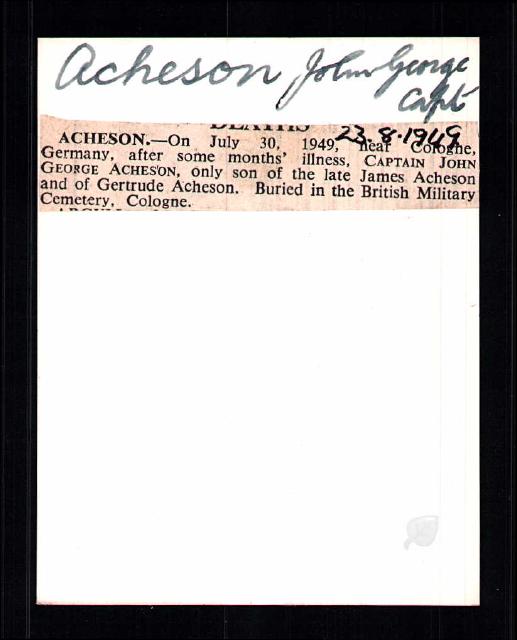 Acheson John George
Capt
DEATHS
23.8.1949
ACHESON.—On July 30, 1949, near Cologne,
Germany, after some months' illness, CAPTAIN JOHN
GEORGE ACHESON, only son of the late James Acheson
and of Gertrude Acheson. Buried in the British Military
Cemetery, Cologne.